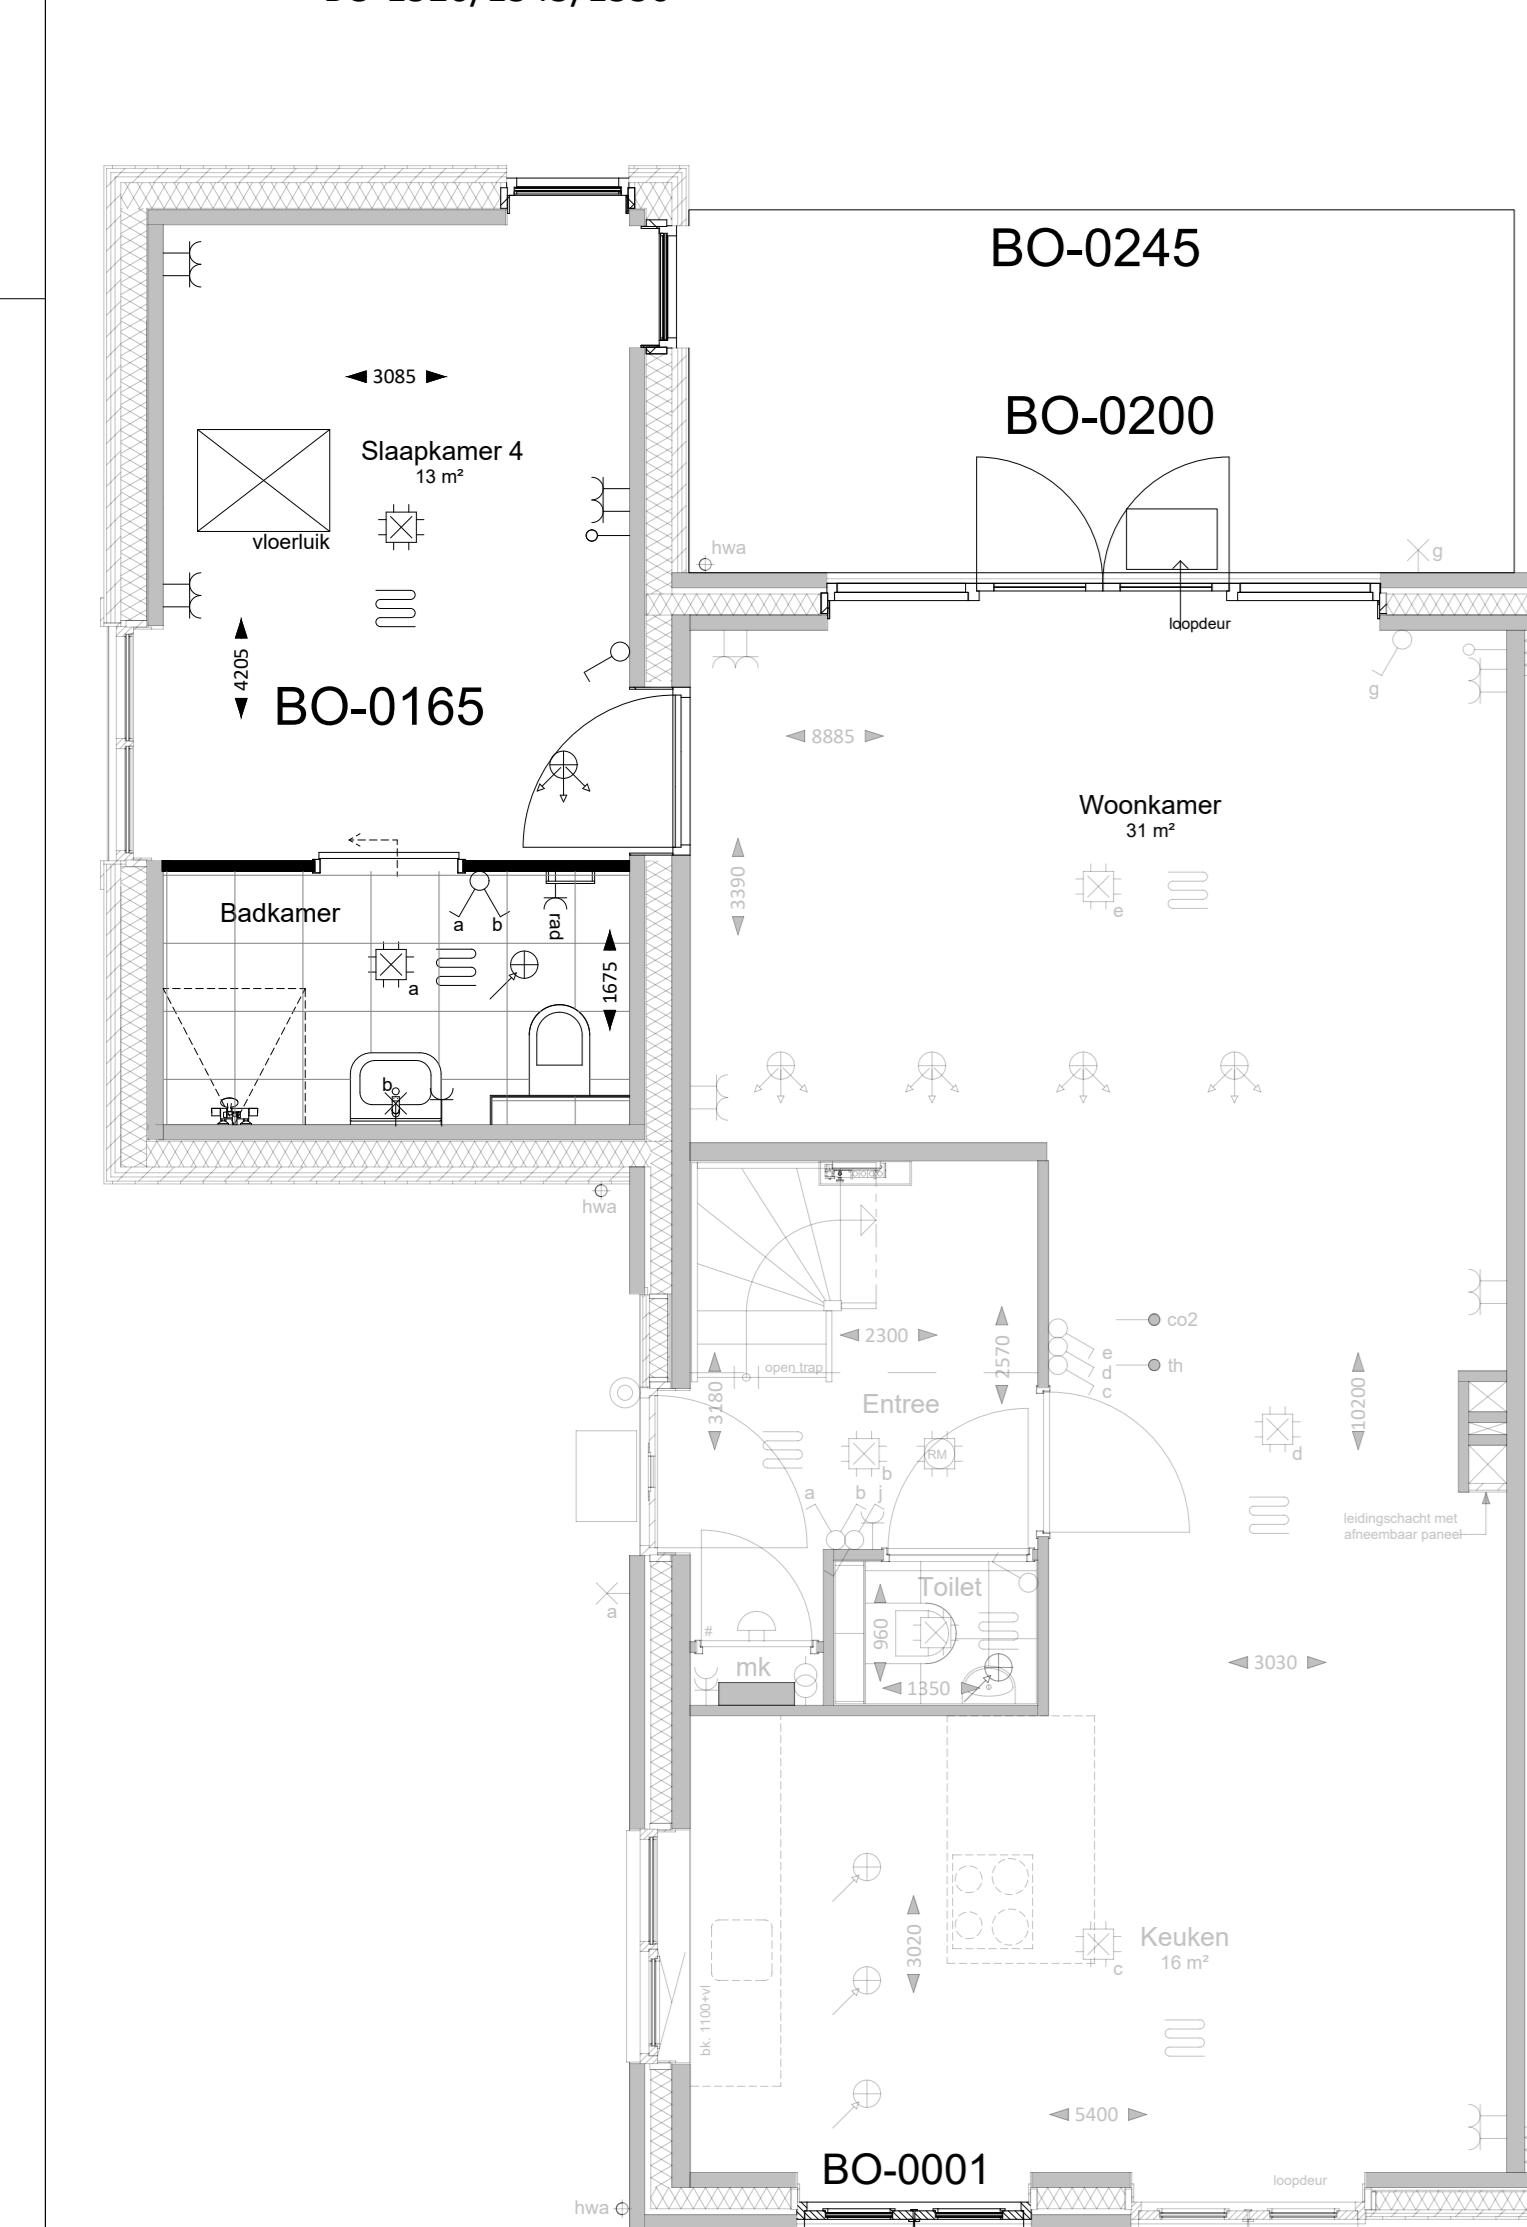 BO-0245
3085
BO-0200
Slaapkamer 4
13 m²
vloerluik
hwa
g
loopdeur
4205
BO-0165
g
8885
Woonkamer
31 m²
3390
e
Badkamer
a
b
rad
a
1675
b
hwa
co2
2300
2570
e
open trap
th
d
3180
c
10200
Entree
RM
d
b
a
b
j
leidingschacht met
afneembaar paneel
Toilet
a
#
960
mk
3030
1350
3020
Keuken
16 m²
c
bk. 1100+vl
5400
BO-0001
loopdeur
hwa